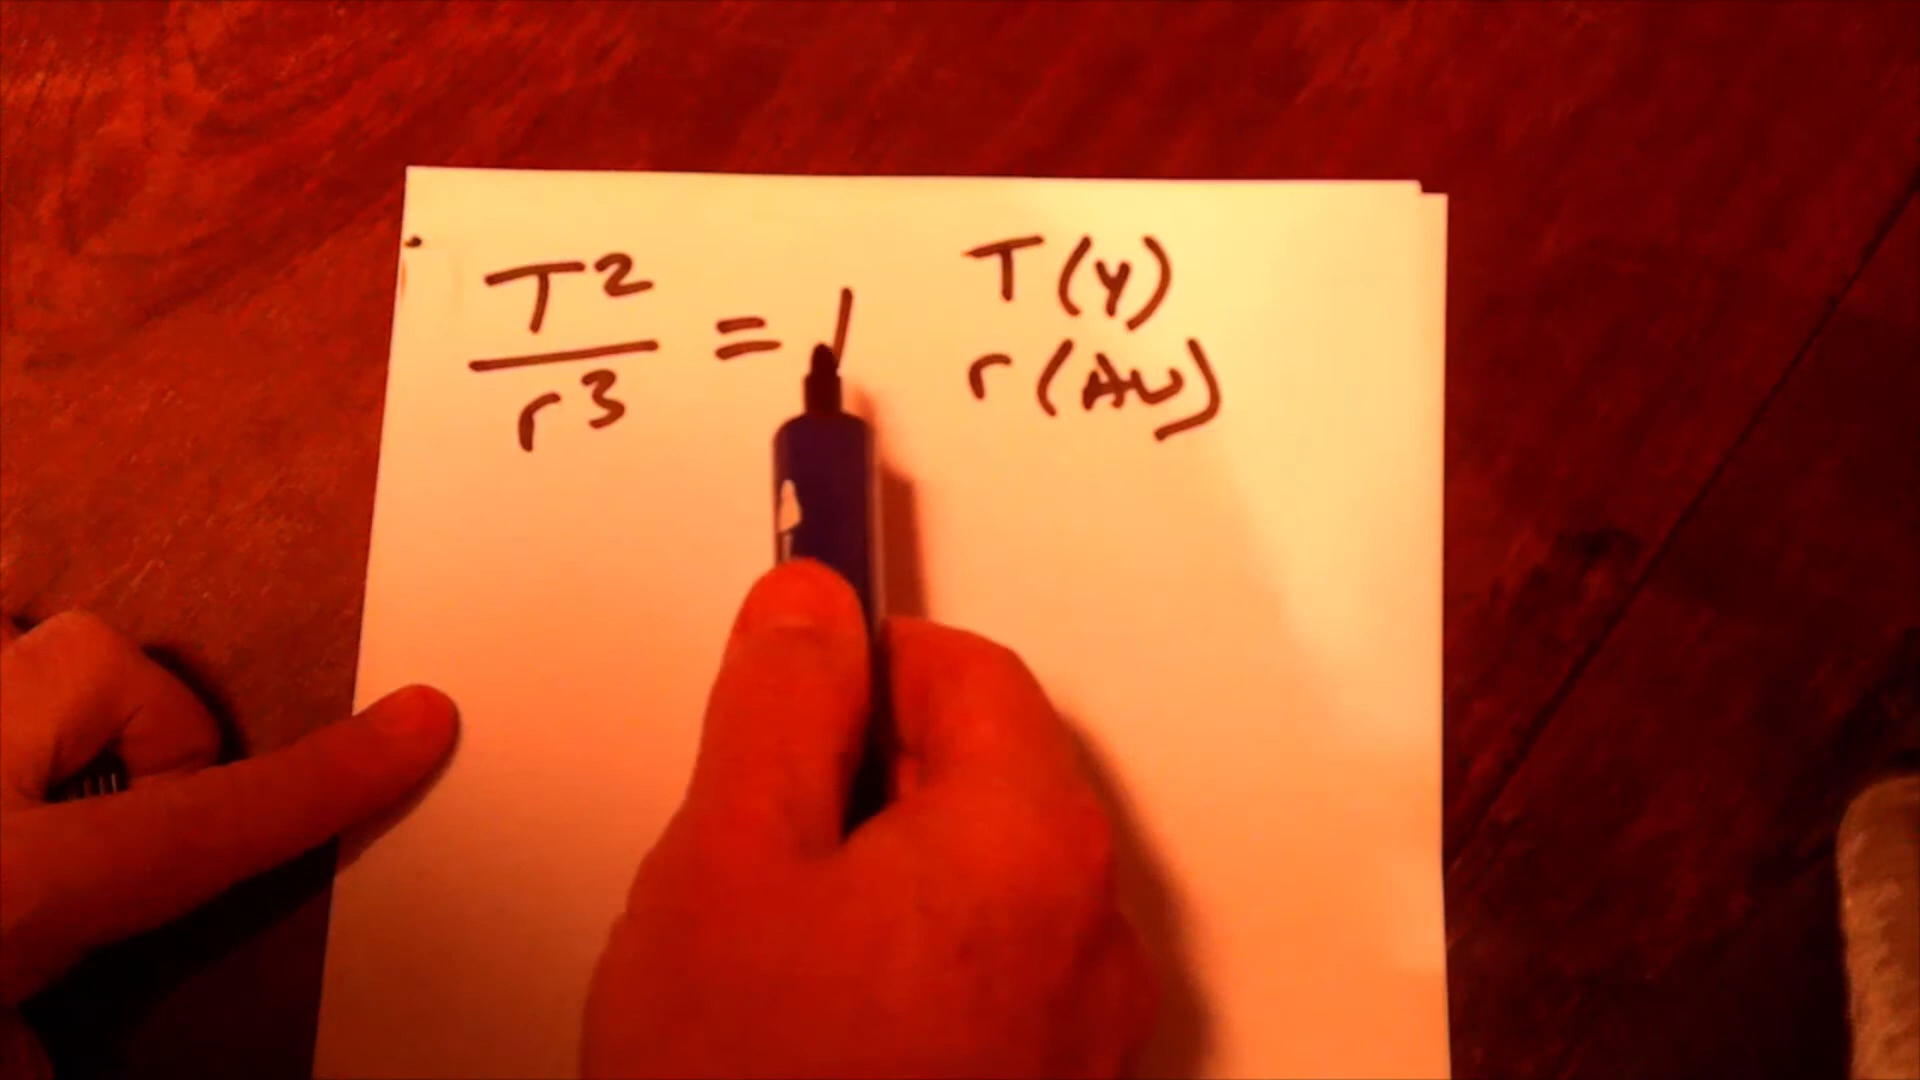 T² / r³ = 1
T (y)
r (AU)